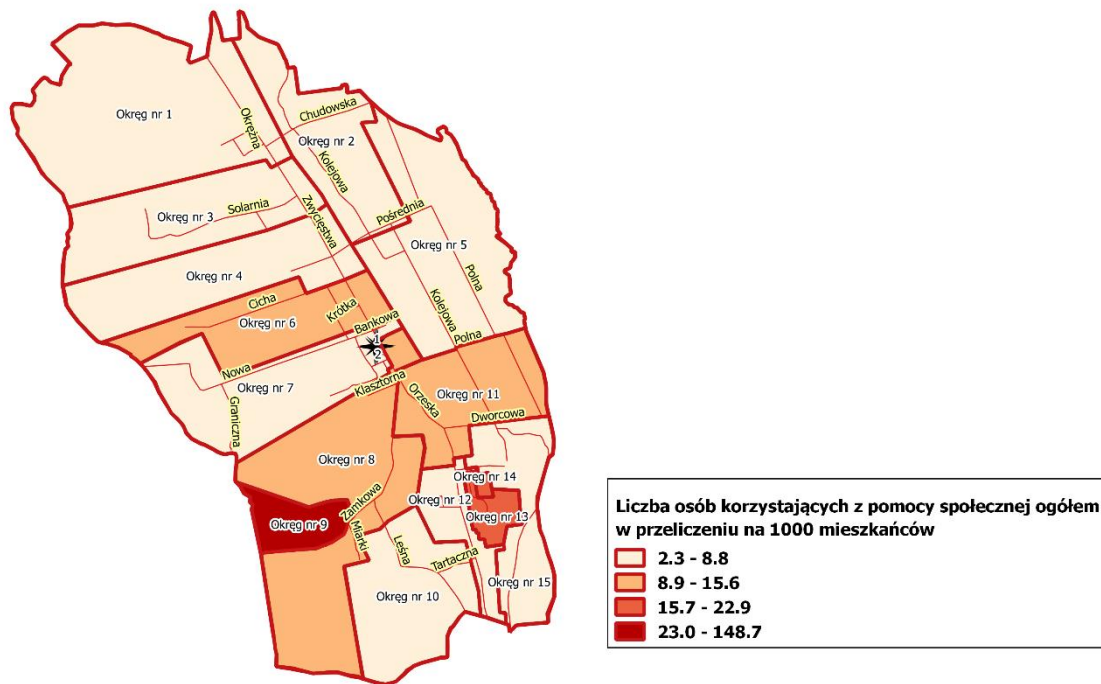 Okręg nr 1
Okrężna
Chudowska
Okręg nr 2
Kolejowa
Okręg nr 3
Solarnia
Zwycięstwa
Pośrednia
Okręg nr 5
Okręg nr 4
Polna
Cicha
Krótka
Kolejowa
Okręg nr 6
Bankowa
Polna
1
2
Nowa
Okręg nr 7
Klasztorna
Orzeska
Okręg nr 11
Graniczna
Dworcowa
Okręg nr 8
Okręg nr 14
Zamkowa
Okręg nr 12
Okręg nr 13
Okręg nr 9
Miarki
Leśna
Tartaczna
Okręg nr 15
Okręg nr 10
Liczba osób korzystających z pomocy społecznej ogółem
w przeliczeniu na 1000 mieszkańców
2.3 - 8.8
8.9 - 15.6
15.7 - 22.9
23.0 - 148.7